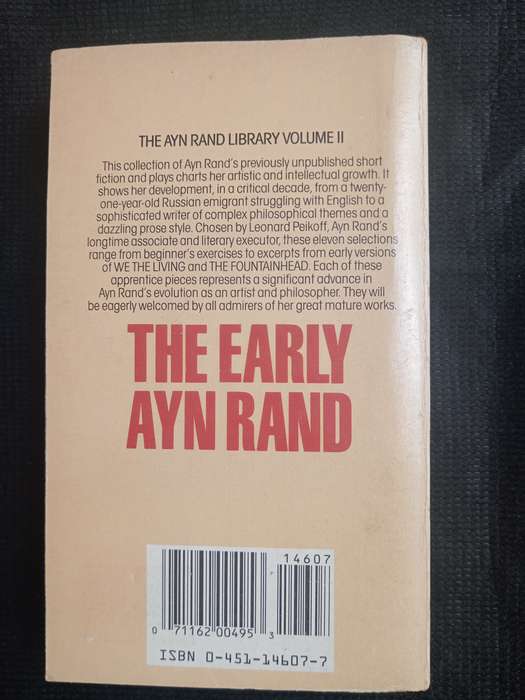 THE AYN RAND LIBRARY VOLUME II
This collection of Ayn Rand's previously unpublished short
fiction and plays charts her artistic and intellectual growth. It
shows her development, in a critical decade, from a twenty-
one-year-old Russian emigrant struggling with English to a
sophisticated writer of complex philosophical themes and a
dazzling prose style. Chosen by Leonard Peikoff, Ayn Rand's
longtime associate and literary executor, these eleven selections
range from beginner's exercises to excerpts from early versions
of WE THE LIVING and THE FOUNTAINHEAD. Each of these
apprentice pieces represents a significant advance in
Ayn Rand's evolution as an artist and philosopher. They will
be eagerly welcomed by all admirers of her great mature works.
THE EARLY
AYN RAND
14607
0 71162 00495 3
ISBN 0-451-14607-7